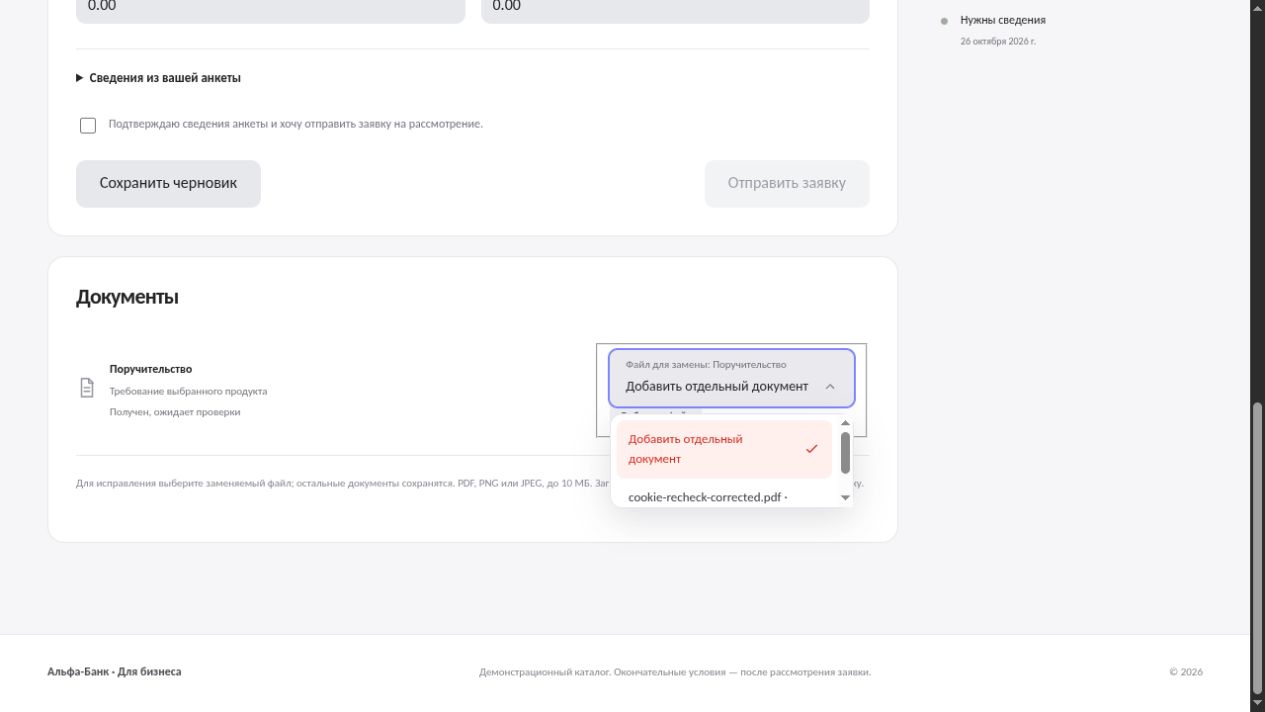 0.00
0.00
Нужны сведения
26 октября 2026 г.
Сведения из вашей анкеты
Подтверждаю сведения анкеты и хочу отправить заявку на рассмотрение.
Сохранить черновик
Отправить заявку
Документы
Поручительство
Требование выбранного продукта
Получен, ожидает проверки
Файл для замены: Поручительство
Добавить отдельный документ
Добавить отдельный
документ
cookie-recheck-corrected.pdf ·
Для исправления выберите заменяемый файл; остальные документы сохранятся. PDF, PNG или JPEG, до 10 МБ.
Альфа-Банк · Для бизнеса
Демонстрационный каталог. Окончательные условия — после рассмотрения заявки.
© 2026